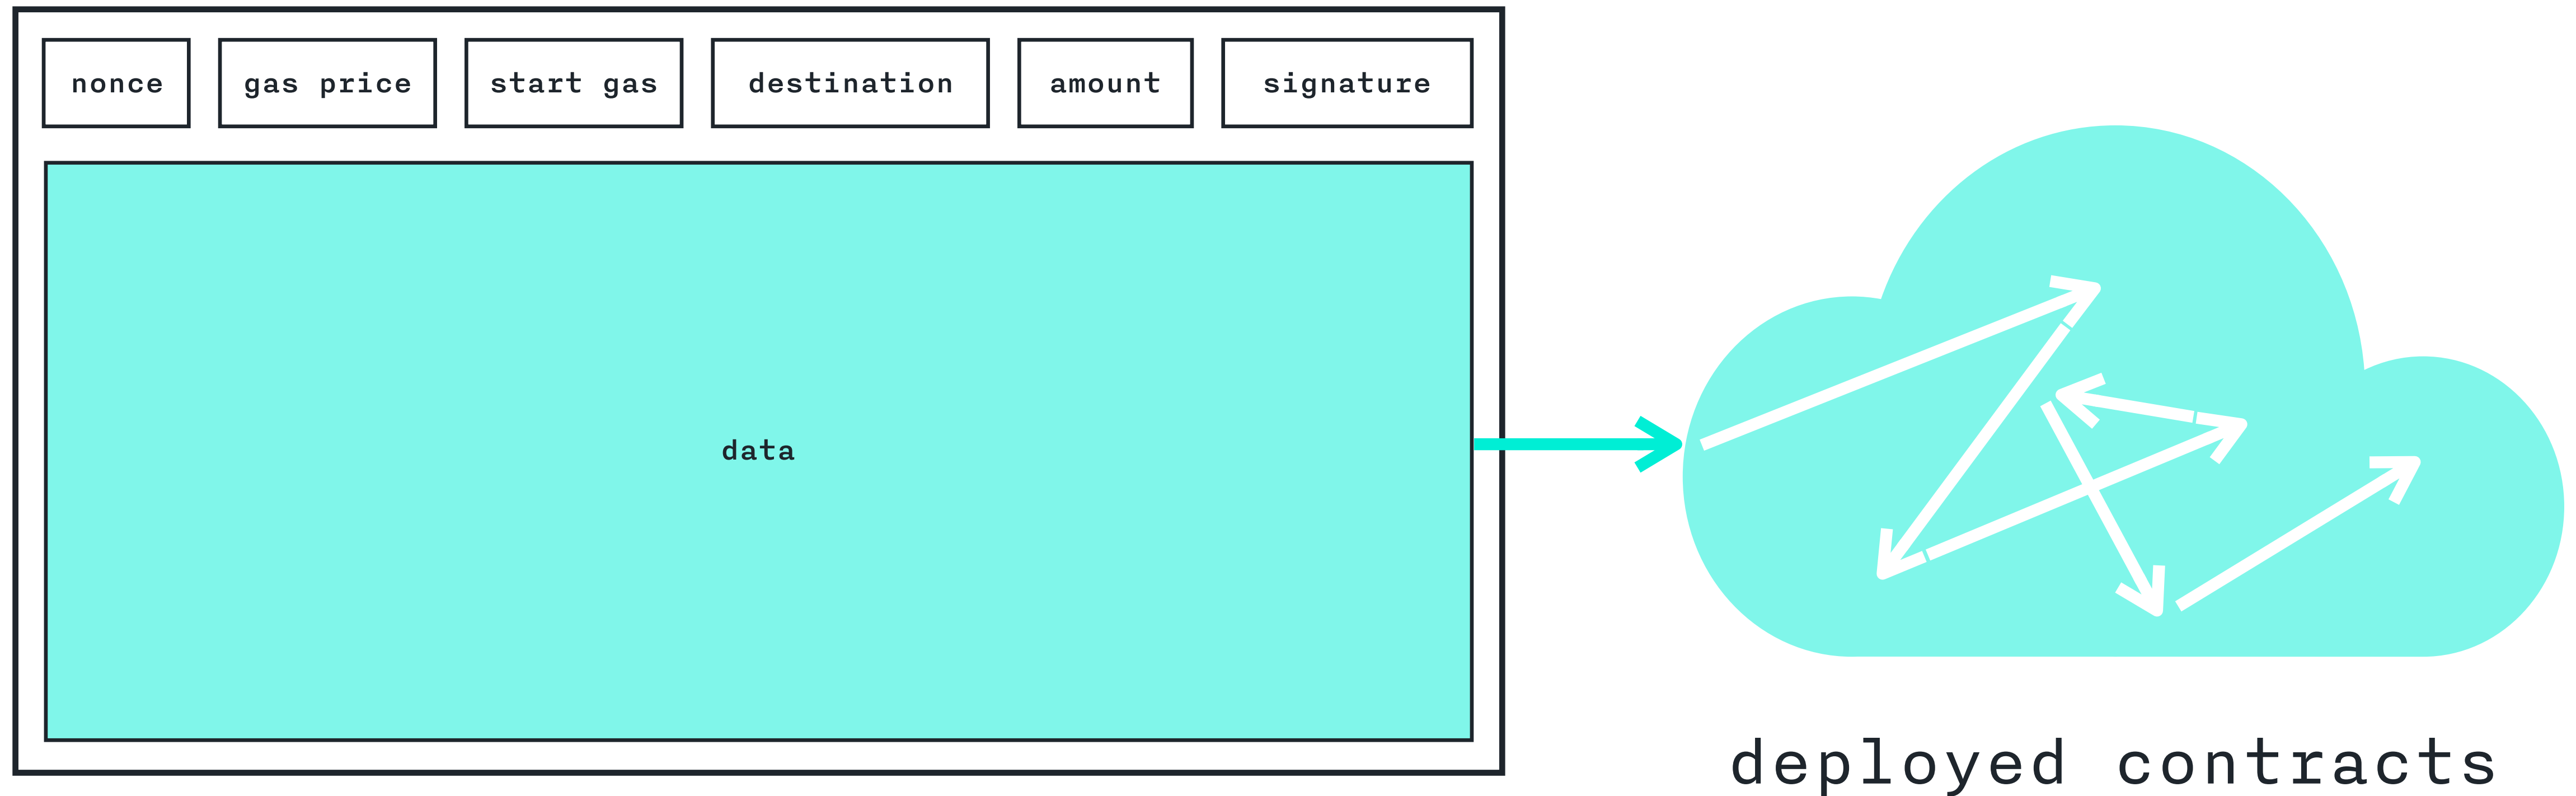 nonce
gas price
start gas
destination
amount
signature
data
deployed contracts